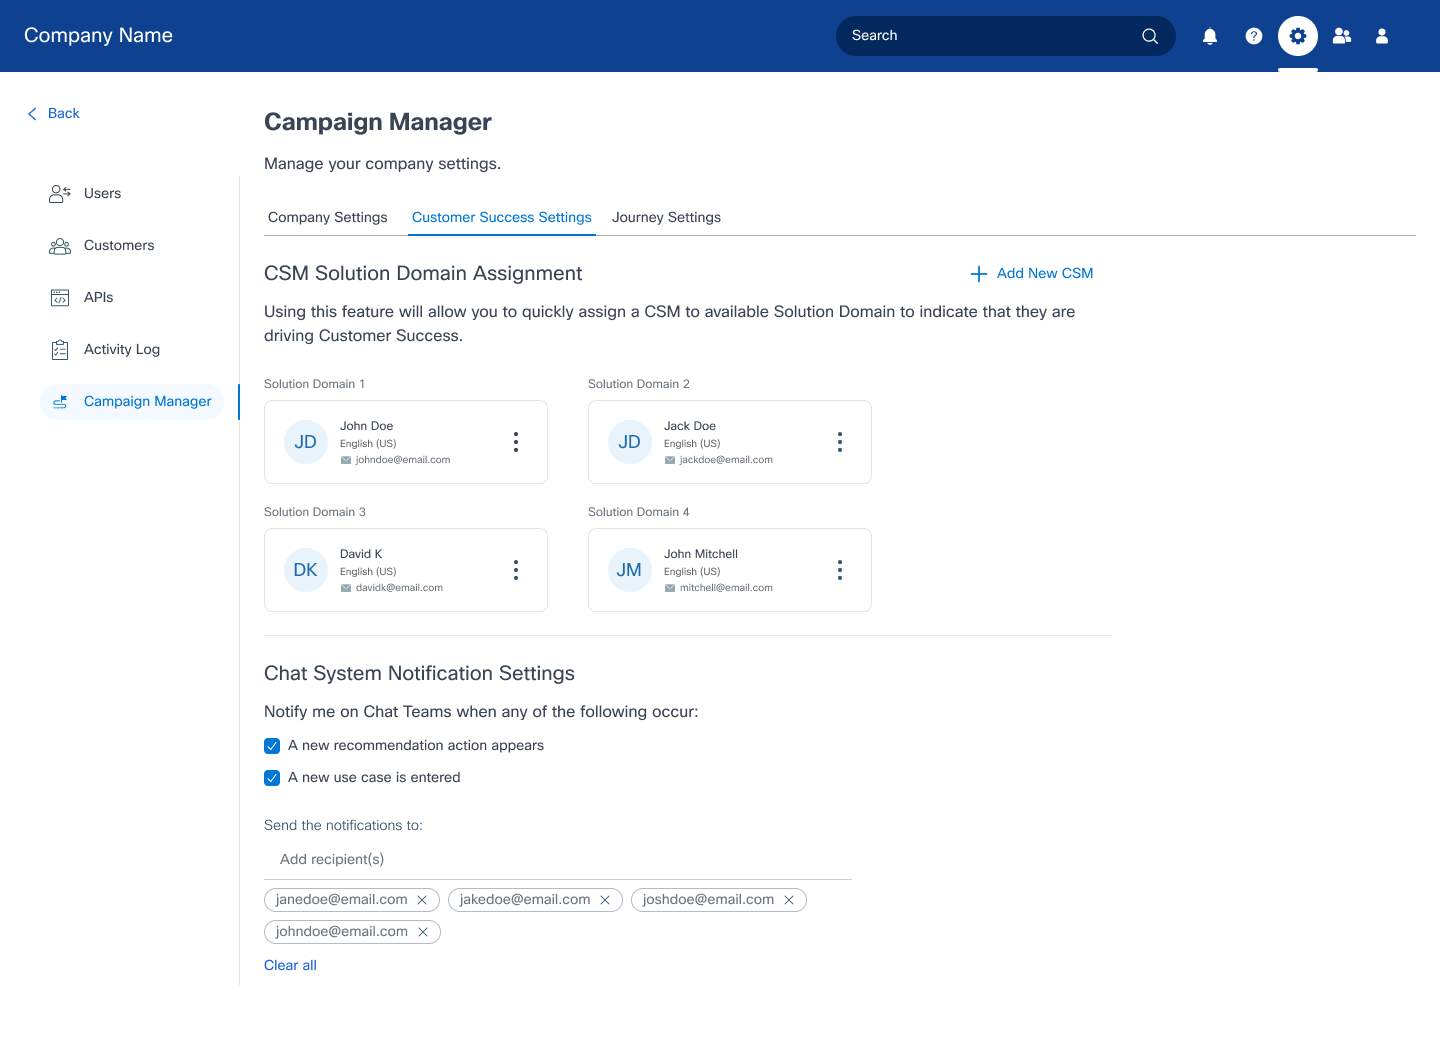 Company Name
Search
Back
Users
Customers
APIs
Activity Log
Campaign Manager
Campaign Manager
Manage your company settings.
Company Settings
Customer Success Settings
Journey Settings
CSM Solution Domain Assignment
Add New CSM
Using this feature will allow you to quickly assign a CSM to available Solution Domain to indicate that they are
driving Customer Success.
Solution Domain 1
JD
John Doe
English (US)
johndoe@email.com
Solution Domain 2
JD
Jack Doe
English (US)
jackdoe@email.com
Solution Domain 3
DK
David K
English (US)
davidk@email.com
Solution Domain 4
JM
John Mitchell
English (US)
mitchell@email.com
Chat System Notification Settings
Notify me on Chat Teams when any of the following occur:
A new recommendation action appears
A new use case is entered
Send the notifications to:
Add recipient(s)
janedoe@email.com
jakedoe@email.com
joshdoe@email.com
johndoe@email.com
Clear all